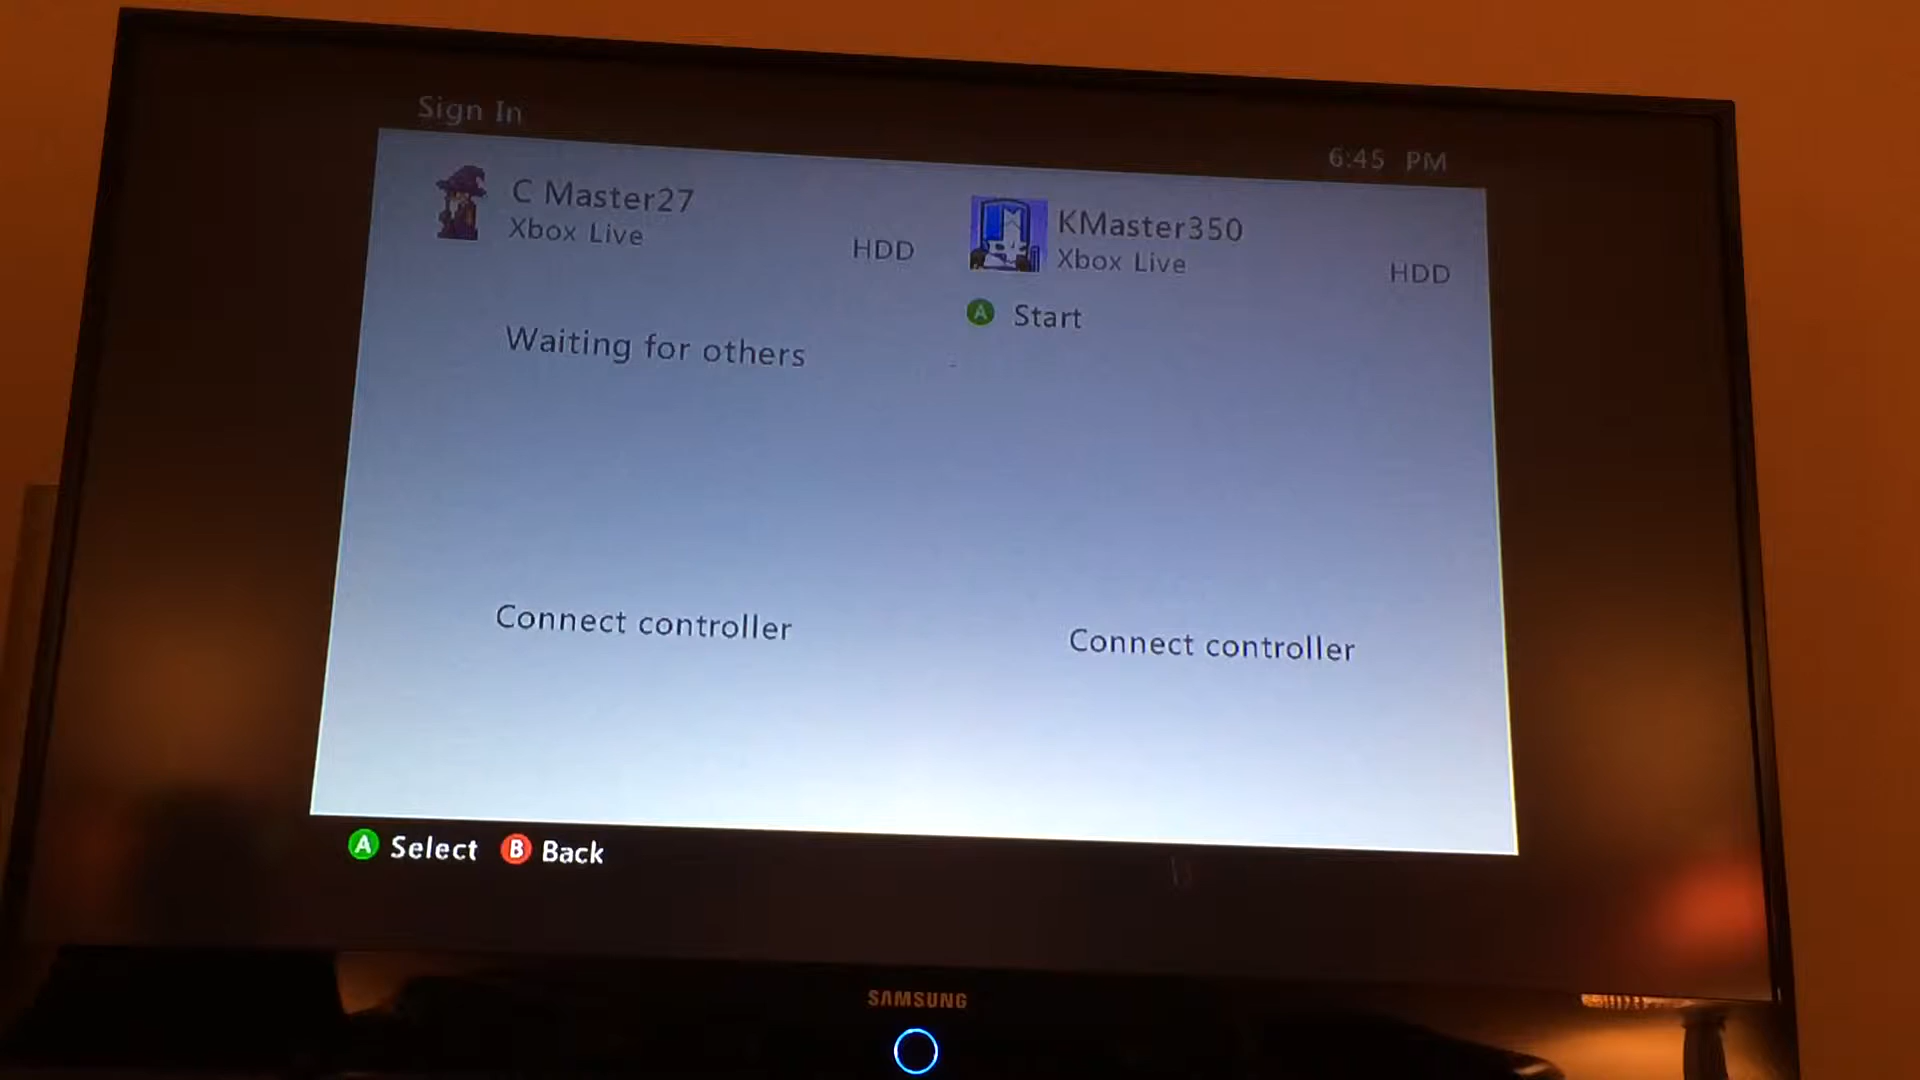 Sign In
6:45 PM
C Master27
Xbox Live
HDD
Waiting for others
KMaster350
Xbox Live
HDD
A Start
Connect controller
Connect controller
A Select B Back
SAMSUNG